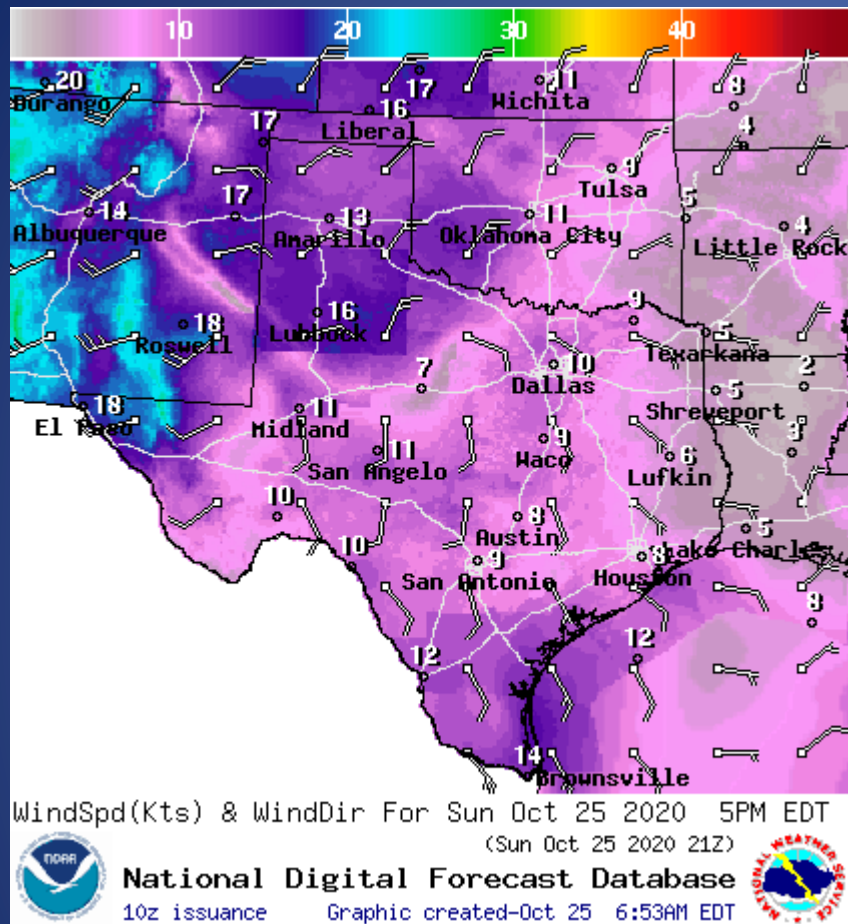 10 20 30 40
20 17 11 8
Durango Wichita
16
Liberal
17 4
9
Tulsa
14 17 13 11 5 4
Albuquerque Amarillo Oklahoma City Little Rock
18 16 9 5
Roswell Lubbock Texarkana
7 10 2
Dallas
18 11 5
El Paso Midland Shreveport
11 9 6 3
San Angelo Waco Lufkin
10 8 5
Austin Lake Charles
10 9 8
San Antonio Houston
8
12 12
14
Brownsville
WindSpd(Kts) & WindDir For Sun Oct 25 2020 5PM EDT
(Sun Oct 25 2020 21Z)
National Digital Forecast Database
10z issuance Graphic created-Oct 25 6:53AM EDT
NOAA
NATIONAL WEATHER SERVICE